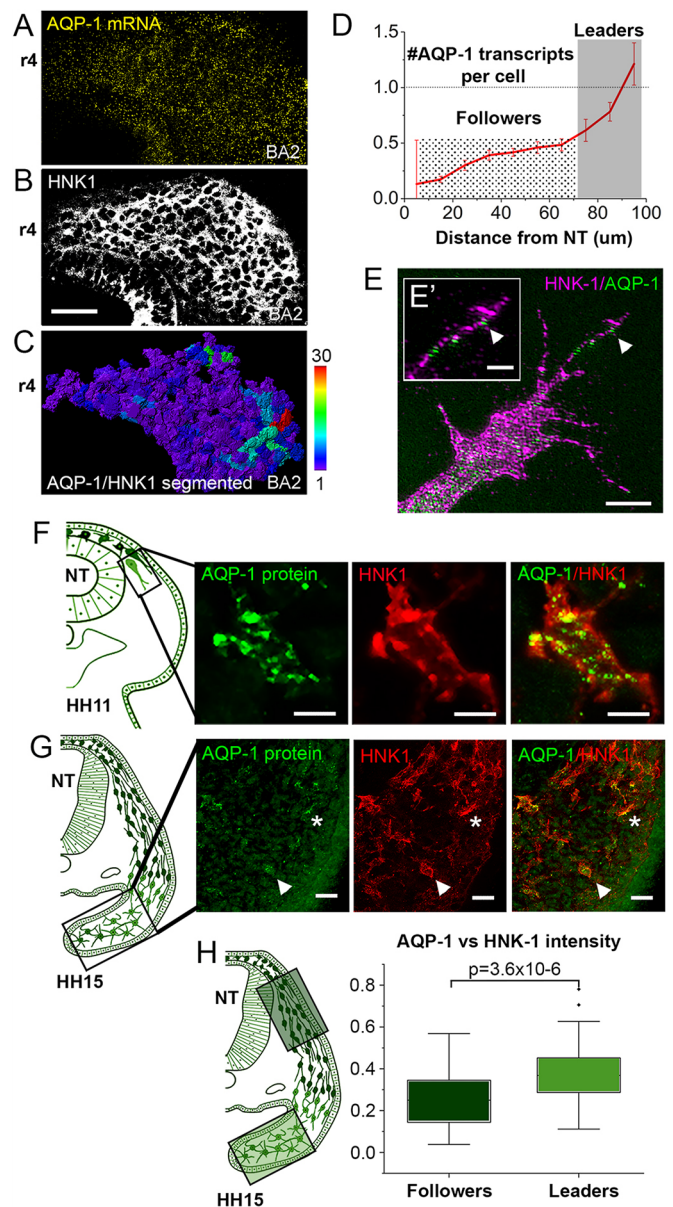 A
AQP-1 mRNA
r4
BA2
B
HNK1
r4
BA2
C
r4
30
1
AQP-1/HNK1 segmented
BA2
D
Leaders
#AQP-1 transcripts
per cell
Followers
1.5
1.0
0.5
0.0
0 20 40 60 80 100
Distance from NT (um)
E
HNK-1/AQP-1
E'
F
NT
HH11
AQP-1 protein
HNK1
AQP-1/HNK1
G
NT
HH15
AQP-1 protein
HNK1
AQP-1/HNK1
*
*
*
H
NT
HH15
AQP-1 vs HNK-1 intensity
p=3.6x10-6
0.8
0.6
0.4
0.2
0.0
Followers
Leaders